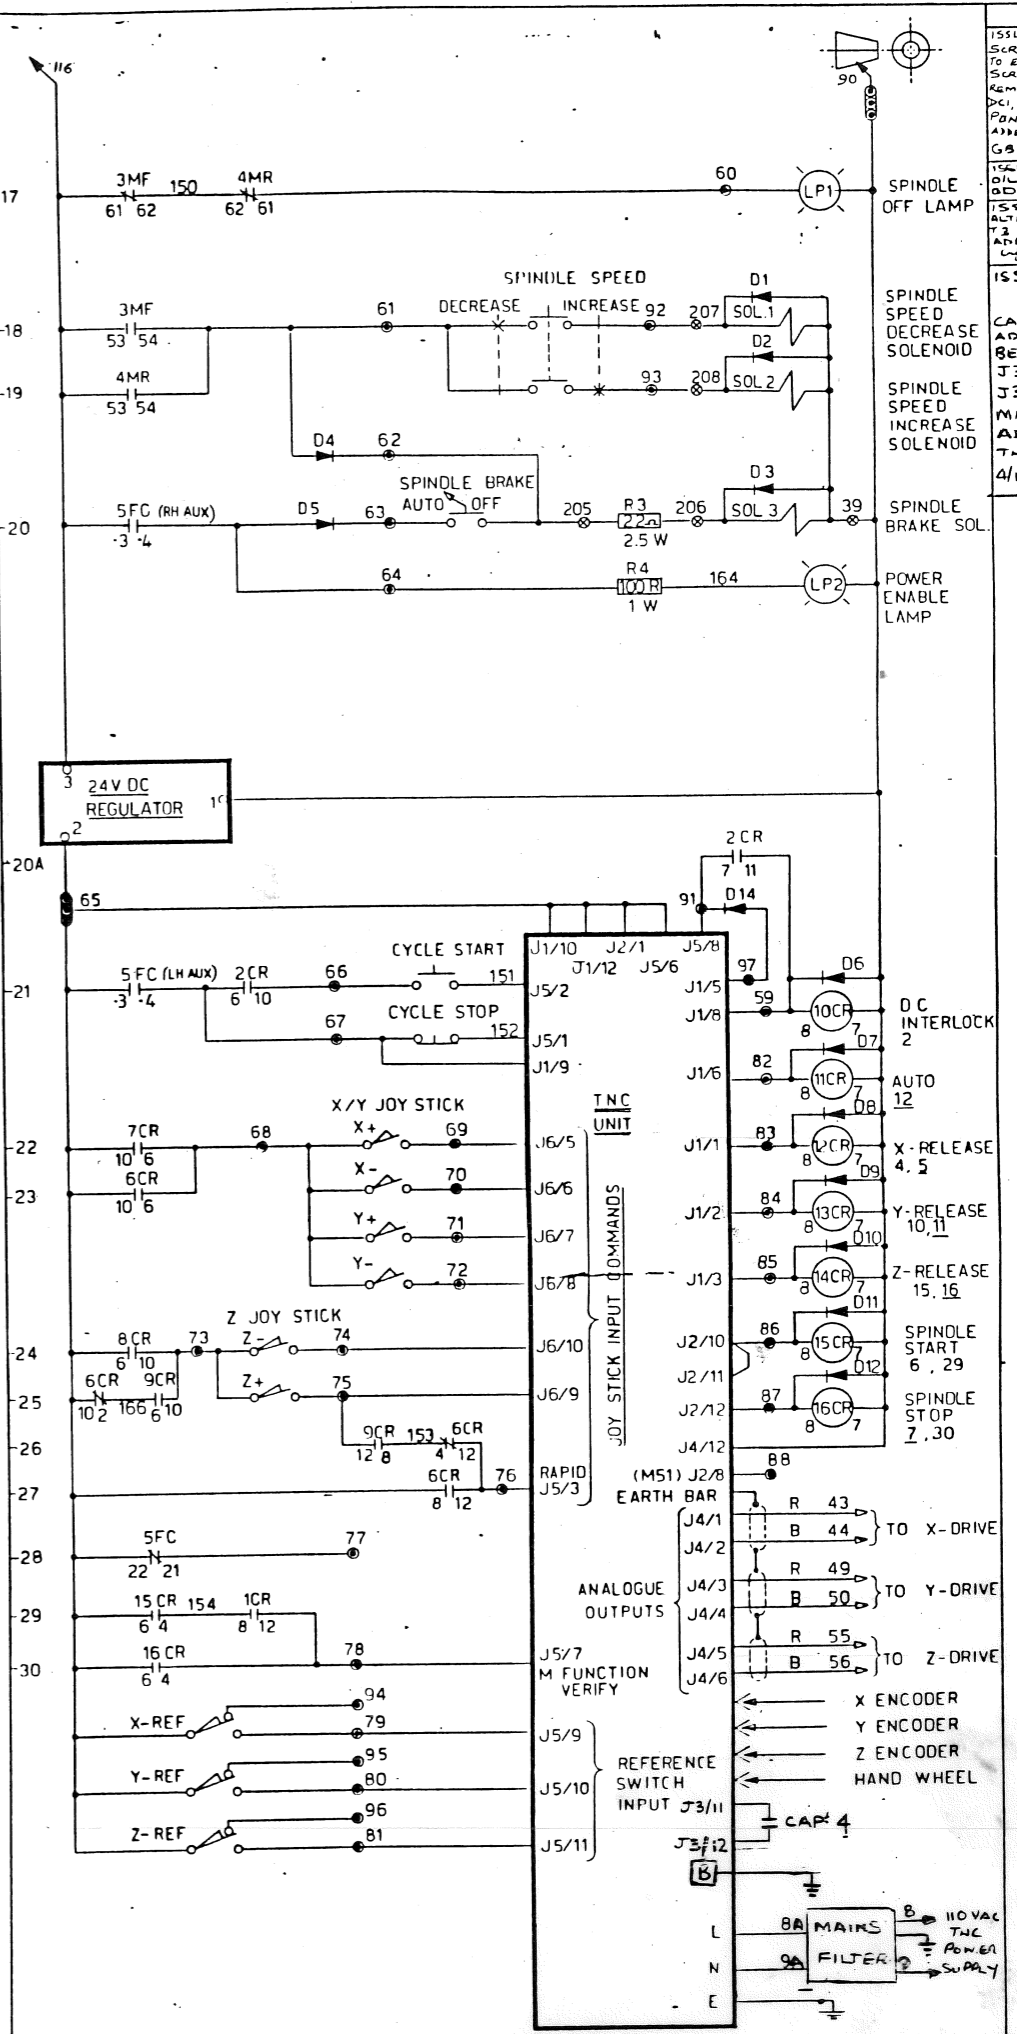 116
90
17
3MF
150
4MR
61 62
62 61
60
LP1
SPINDLE
OFF LAMP
18
3MF
53 54
61
SPINDLE SPEED
DECREASE
INCREASE
92
207
D1
SOL.1
SPINDLE
SPEED
DECREASE
SOLENOID
19
4MR
53 54
93
208
D2
SOL 2
SPINDLE
SPEED
INCREASE
SOLENOID
D4
62
SPINDLE BRAKE
AUTO OFF
20
5FC (RH AUX)
-3 -4
D5
63
205
R3
22Ω
2.5 W
206
D3
SOL 3
39
SPINDLE
BRAKE SOL.
64
R4
100R
1 W
164
LP2
POWER
ENABLE
LAMP
3
24V DC
REGULATOR
2
20A
65
2CR
7 11
91
D14
J1/10
J2/1
J5/8
J1/12
J5/6
21
5FC (LH AUX)
-3 -4
2CR
6 10
66
CYCLE START
151
J5/2
67
CYCLE STOP
152
J5/1
J1/9
97
J1/5
59
J1/8
D6
8 10CR 7
DC
INTERLOCK
2
TNC
UNIT
82
J1/6
D7
8 11CR 7
AUTO
12
22
7CR
10 6
68
X/Y JOY STICK
X+
69
J6/5
83
J1/1
D8
8 12CR 7
X-RELEASE
4,5
23
6CR
10 6
X-
70
J6/6
84
J1/2
D9
8 13CR 7
Y-RELEASE
10,11
Y+
71
J6/7
Y-
72
J6/8
85
J1/3
D10
8 14CR 7
Z-RELEASE
15,16
JOY STICK INPUT COMMANDS
24
8CR
6 10
73
Z JOY STICK
Z-
74
J6/10
86
J2/10
J2/11
D11
8 15CR 7
SPINDLE
START
6,29
25
6CR
10 2
166
9CR
6 10
Z+
75
J6/9
87
J2/12
D12
8 16CR 7
SPINDLE
STOP
7,30
26
9CR
12 8
153
6CR
4 12
J4/12
27
6CR
8 12
76
RAPID
J5/3
(M51) J2/8
88
EARTH BAR
28
5FC
22 21
77
J4/1
R 43
J4/2
B 44
TO X-DRIVE
29
15CR
6 4
154
1CR
8 12
ANALOGUE
OUTPUTS
J4/3
R 49
J4/4
B 50
TO Y-DRIVE
30
16CR
6 4
78
J5/7
M FUNCTION
VERIFY
J4/5
R 55
J4/6
B 56
TO Z-DRIVE
X-REF
94
79
J5/9
Y-REF
95
80
J5/10
Z-REF
96
81
J5/11
REFERENCE
SWITCH
INPUT
X ENCODER
Y ENCODER
Z ENCODER
HAND WHEEL
J3/11
J3/12
CAP 4
B
L
N
E
8A
9A
MAINS
FILTER
8
110 VAC
TNC
POWER
SUPPLY